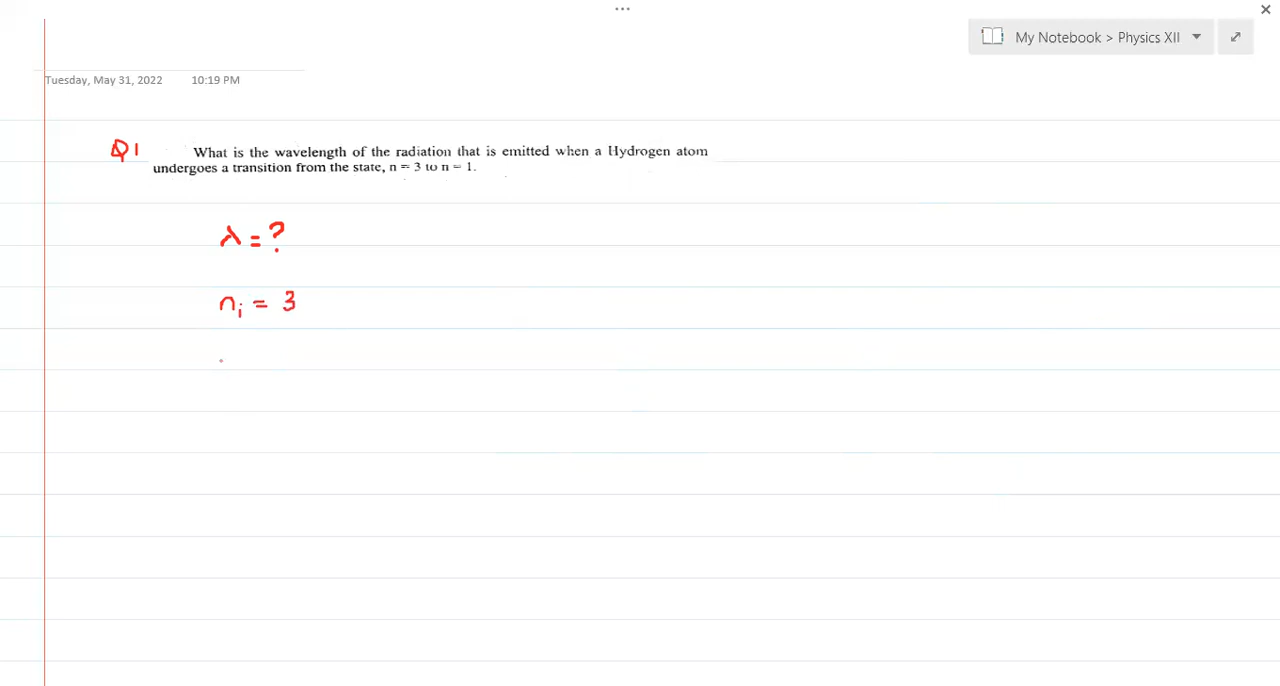 My Notebook > Physics XII
Tuesday, May 31, 2022 10:19 PM
Q1 What is the wavelength of the radiation that is emitted when a Hydrogen atom
undergoes a transition from the state, n = 3 to n = 1.
λ = ?
nᵢ = 3